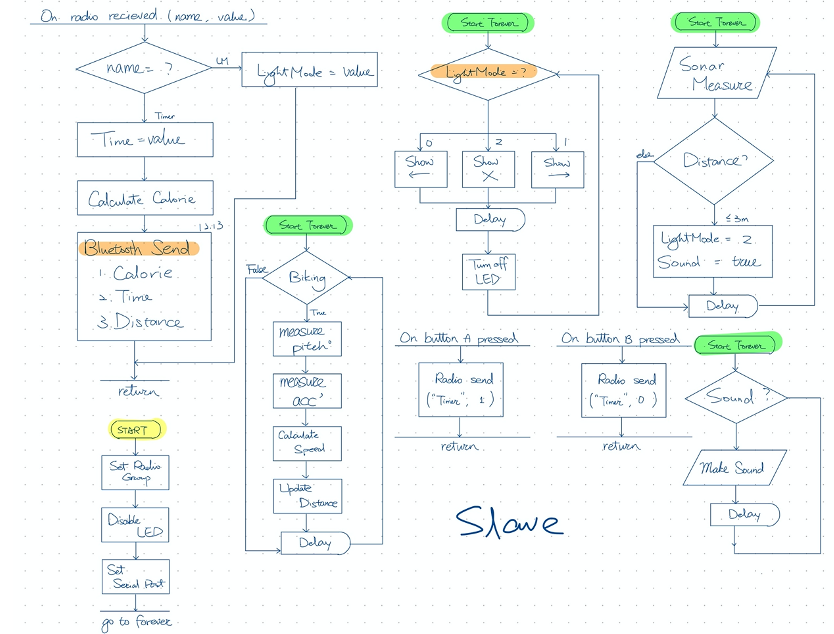 On radio recieved (name, value)
name = ?
LM
LightMode = value
Timer
Time = value
Calculate Calorie
Bluetooth Send
1. Calorie
2. Time
3. Distance
return
START
Set Radio
Group
Disable
LED
Set
Serial Port
go to forever
Start Forever
False
Biking
True
measure
pitch°
measure
acc'
Calculate
Speed
Update
Distance
Delay
Start Forever
LightMode = ?
0
2
1
Show
←
Show
X
Show
→
Delay
Turn off
LED
On button A pressed
Radio send
("Timer", 1)
return
On button B pressed
Radio send
("Timer", 0)
return
Slave
Start Forever
Sonar
Measure
else
Distance?
≤ 3m
LightMode = 2
Sound = true
Delay
Start Forever
Sound ?
Make Sound
Delay